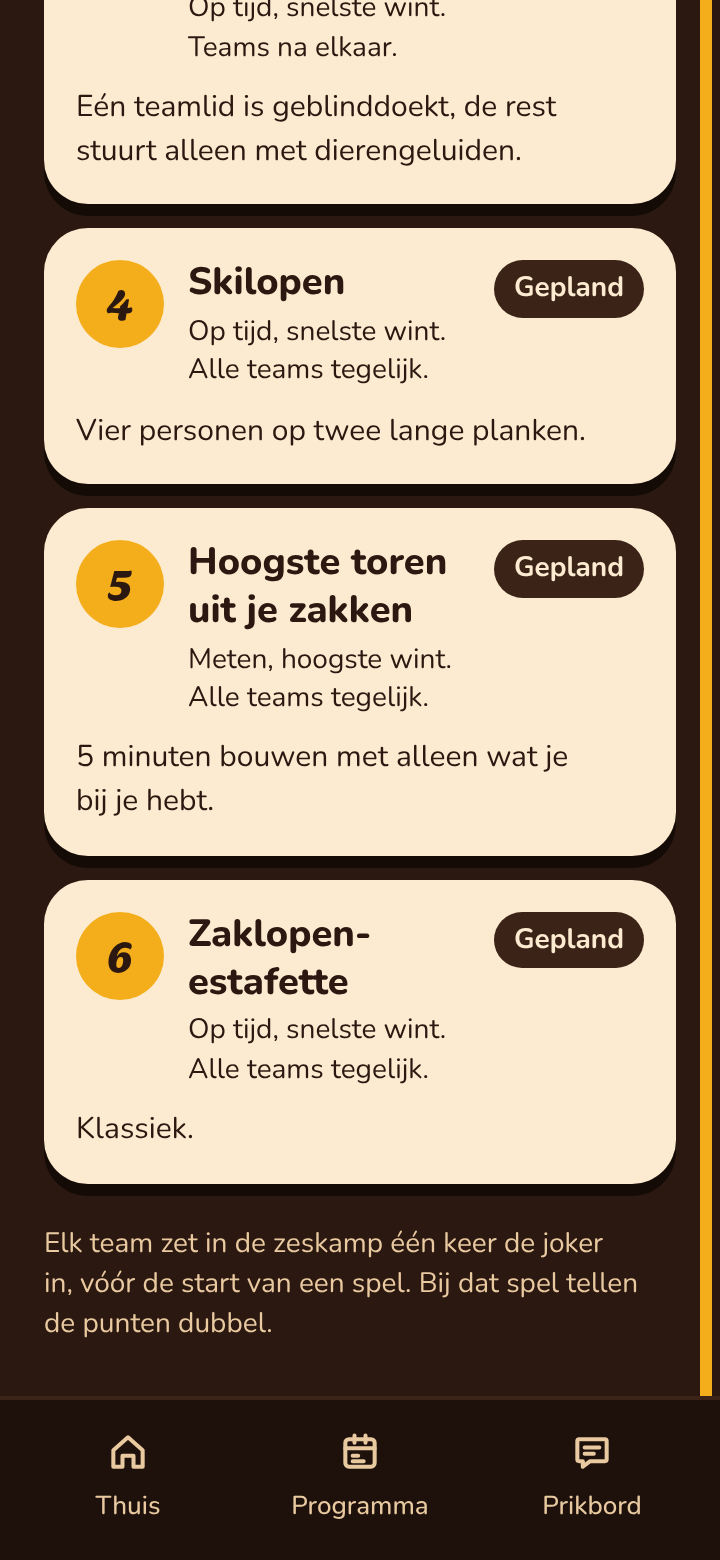 Op tijd, snelste wint.
Teams na elkaar.
Eén teamlid is geblinddoekt, de rest
stuurt alleen met dierengeluiden.
4
Skilopen
Gepland
Op tijd, snelste wint.
Alle teams tegelijk.
Vier personen op twee lange planken.
5
Hoogste toren
uit je zakken
Gepland
Meten, hoogste wint.
Alle teams tegelijk.
5 minuten bouwen met alleen wat je
bij je hebt.
6
Zaklopen-
estafette
Gepland
Op tijd, snelste wint.
Alle teams tegelijk.
Klassiek.
Elk team zet in de zeskamp één keer de joker
in, vóór de start van een spel. Bij dat spel tellen
de punten dubbel.
Thuis
Programma
Prikbord